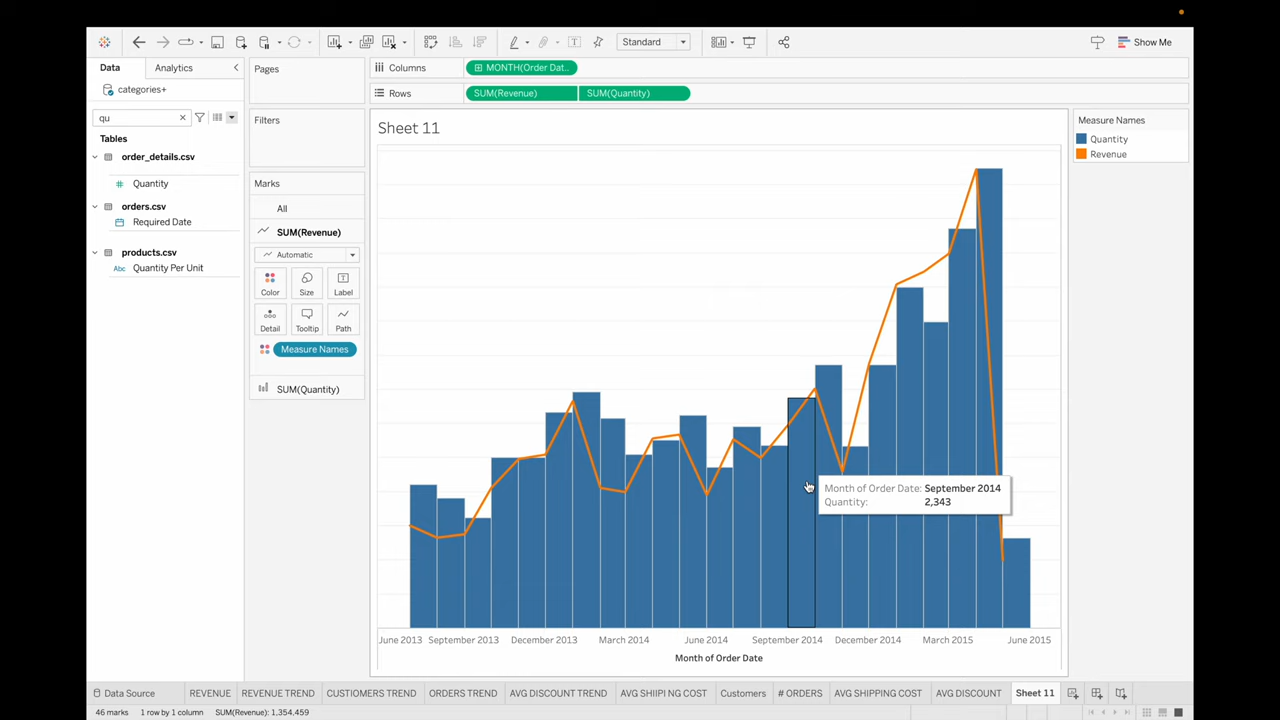 Standard
Show Me
Data
Analytics
Pages
Columns
MONTH(Order Dat..
categories+
Rows
SUM(Revenue)
SUM(Quantity)
qu
Filters
Sheet 11
Measure Names
Tables
Quantity
Revenue
order_details.csv
Quantity
Marks
orders.csv
All
Required Date
SUM(Revenue)
products.csv
Automatic
Abc
Quantity Per Unit
Color
Size
Label
Detail
Tooltip
Path
Measure Names
SUM(Quantity)
Month of Order Date: September 2014
Quantity: 2,343
June 2013
September 2013
December 2013
March 2014
June 2014
September 2014
December 2014
March 2015
June 2015
Month of Order Date
Data Source
REVENUE
REVENUE TREND
CUSTIOMERS TREND
ORDERS TREND
AVG DISCOUNT TREND
AVG SHIIPI NG COST
Customers
# ORDERS
AVG SHIPPING COST
AVG DISCOUNT
Sheet 11
46 marks
1 row by 1 column
SUM(Revenue): 1,354,459